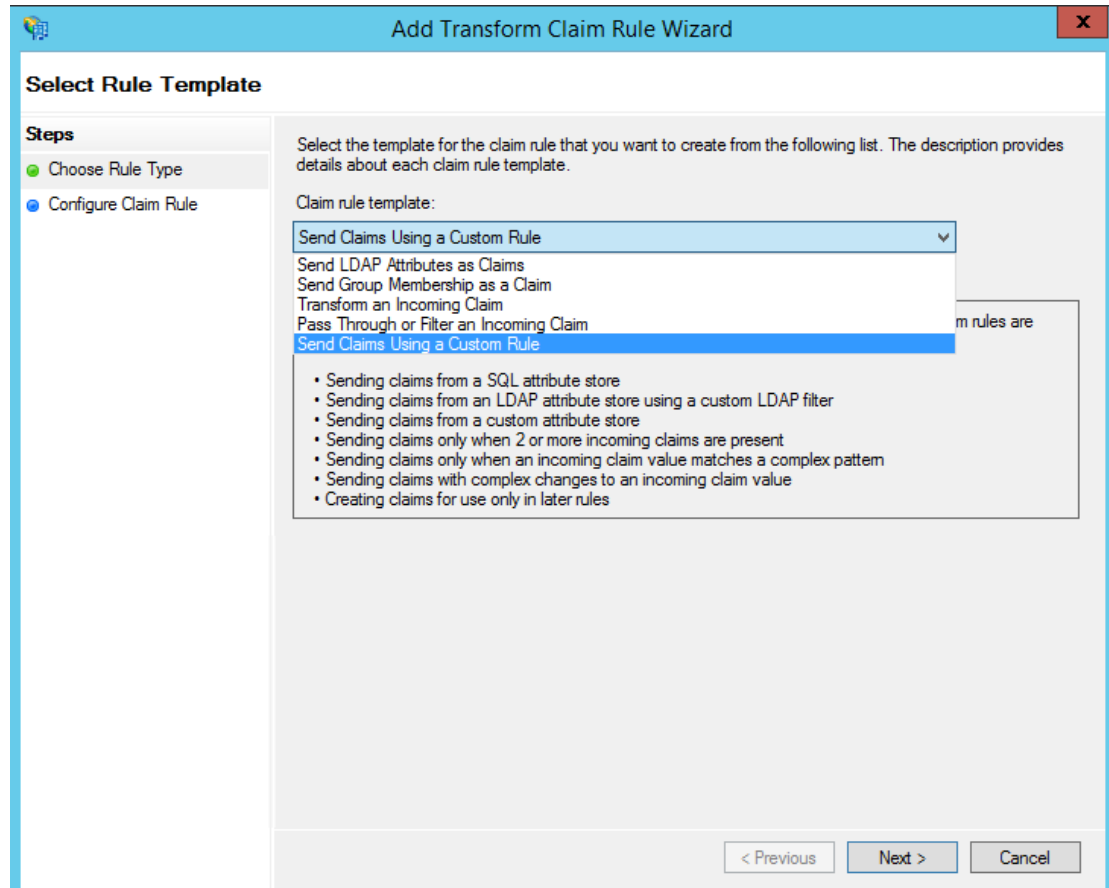 Add Transform Claim Rule Wizard
x
Select Rule Template
Steps
Choose Rule Type
Configure Claim Rule
Select the template for the claim rule that you want to create from the following list. The description provides
details about each claim rule template.
Claim rule template:
Send Claims Using a Custom Rule
Send LDAP Attributes as Claims
Send Group Membership as a Claim
Transform an Incoming Claim
Pass Through or Filter an Incoming Claim
Send Claims Using a Custom Rule
m rules are
• Sending claims from a SQL attribute store
• Sending claims from an LDAP attribute store using a custom LDAP filter
• Sending claims from a custom attribute store
• Sending claims only when 2 or more incoming claims are present
• Sending claims only when an incoming claim value matches a complex pattern
• Sending claims with complex changes to an incoming claim value
• Creating claims for use only in later rules
< Previous
Next >
Cancel